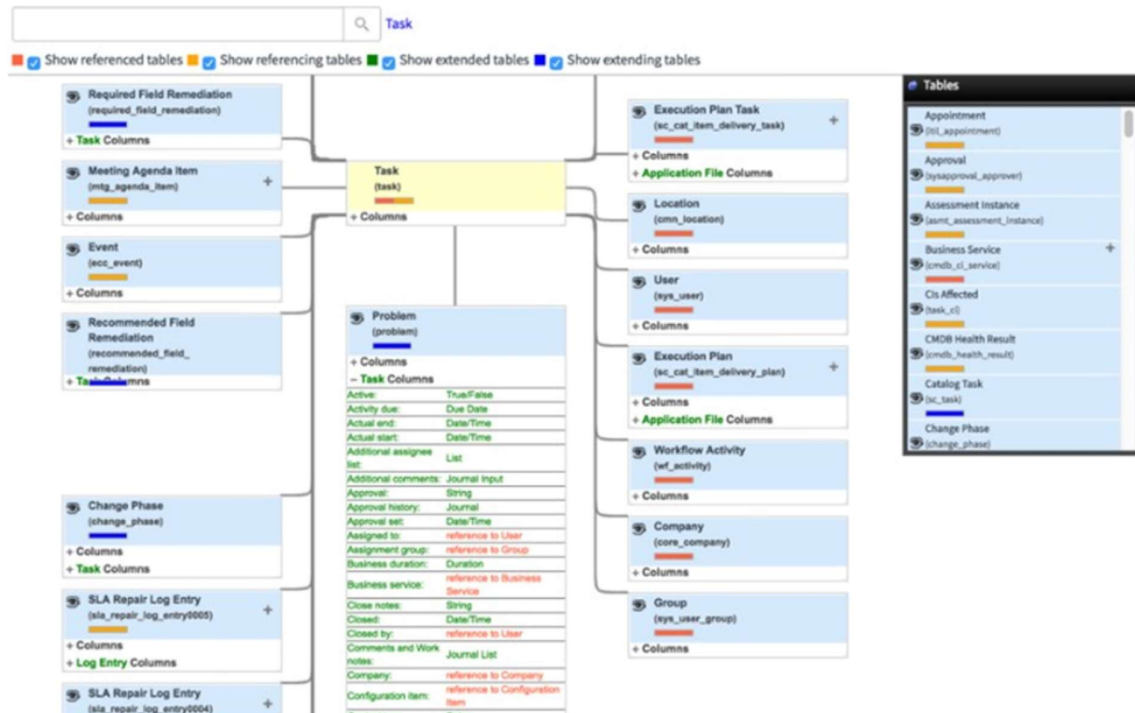 Task
Show referenced tables Show referencing tables Show extended tables Show extending tables
Required Field Remediation
(required_field_remediation)
+ Task Columns
Meeting Agenda Item
(mtg_agenda_item)
+
+ Columns
Event
(ecc_event)
+ Columns
Recommended Field
Remediation
(recommended_field_
remediation)
+ Task Columns
Change Phase
(change_phase)
+ Columns
+ Task Columns
SLA Repair Log Entry
(sla_repair_log_entry0005)
+
+ Columns
+ Log Entry Columns
SLA Repair Log Entry
(sla_repair_log_entry0004)
+
Task
(task)
+ Columns
Problem
(problem)
+ Columns
– Task Columns
Active: True/False
Activity due: Due Date
Actual end: Date/Time
Actual start: Date/Time
Additional assignee
list: List
Additional comments: Journal Input
Approval: String
Approval history: Journal
Approval set: Date/Time
Assigned to: reference to User
Assignment group: reference to Group
Business duration: Duration
Business service: reference to Business
Service
Close notes: String
Closed: Date/Time
Closed by: reference to User
Comments and Work
notes: Journal List
Company: reference to Company
Configuration item: reference to Configuration
Item
Execution Plan Task
(sc_cat_item_delivery_task)
+
+ Columns
+ Application File Columns
Location
(cmn_location)
+ Columns
User
(sys_user)
+ Columns
Execution Plan
(sc_cat_item_delivery_plan)
+
+ Columns
+ Application File Columns
Workflow Activity
(wf_activity)
+ Columns
Company
(core_company)
+ Columns
Group
(sys_user_group)
+ Columns
Tables
Appointment
(itil_appointment)
Approval
(sysapproval_approver)
Assessment Instance
(asmt_assessment_instance)
Business Service
+
(cmdb_ci_service)
CIs Affected
(task_ci)
CMDB Health Result
(cmdb_health_result)
Catalog Task
(sc_task)
Change Phase
(change_phase)